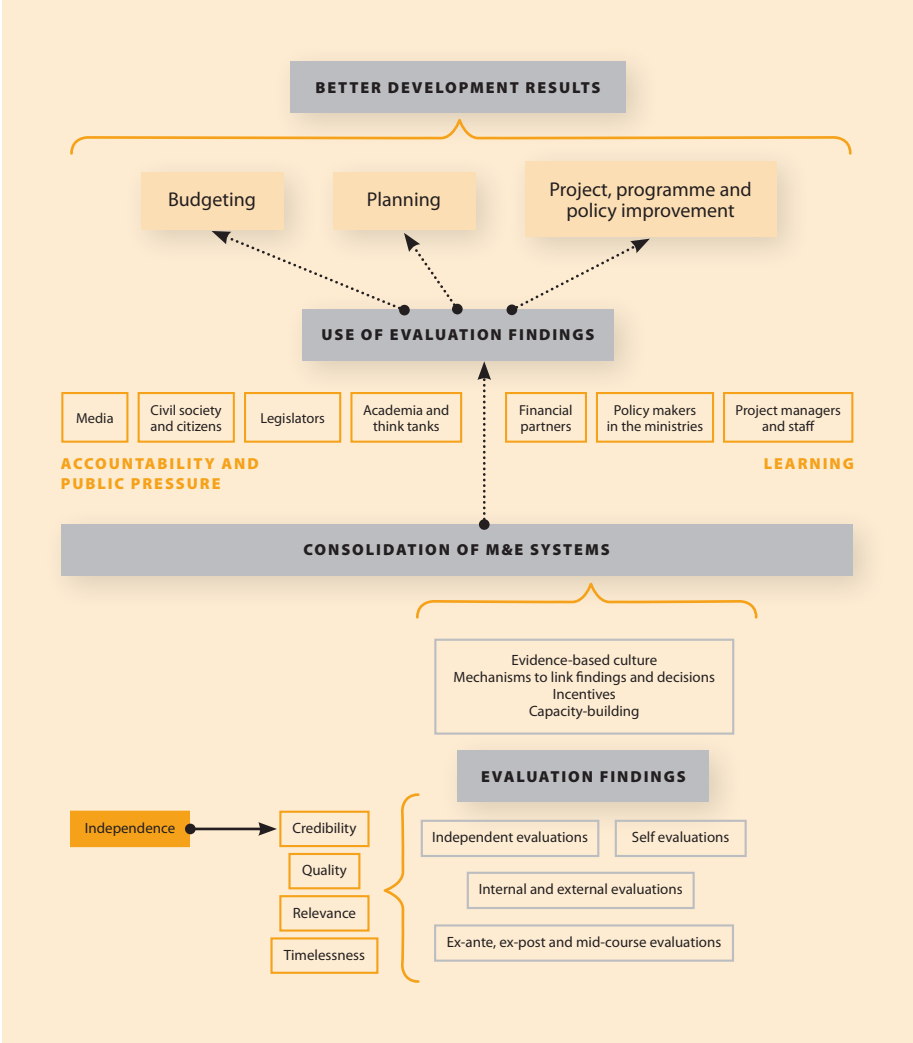 BETTER DEVELOPMENT RESULTS
Budgeting
Planning
Project, programme and
policy improvement
USE OF EVALUATION FINDINGS
Media
Civil society
and citizens
Legislators
Academia and
think tanks
Financial
partners
Policy makers
in the ministries
Project managers
and staff
ACCOUNTABILITY AND
PUBLIC PRESSURE
LEARNING
CONSOLIDATION OF M&E SYSTEMS
Evidence-based culture
Mechanisms to link findings and decisions
Incentives
Capacity-building
EVALUATION FINDINGS
Independence
Credibility
Quality
Relevance
Timelessness
Independent evaluations
Self evaluations
Internal and external evaluations
Ex-ante, ex-post and mid-course evaluations